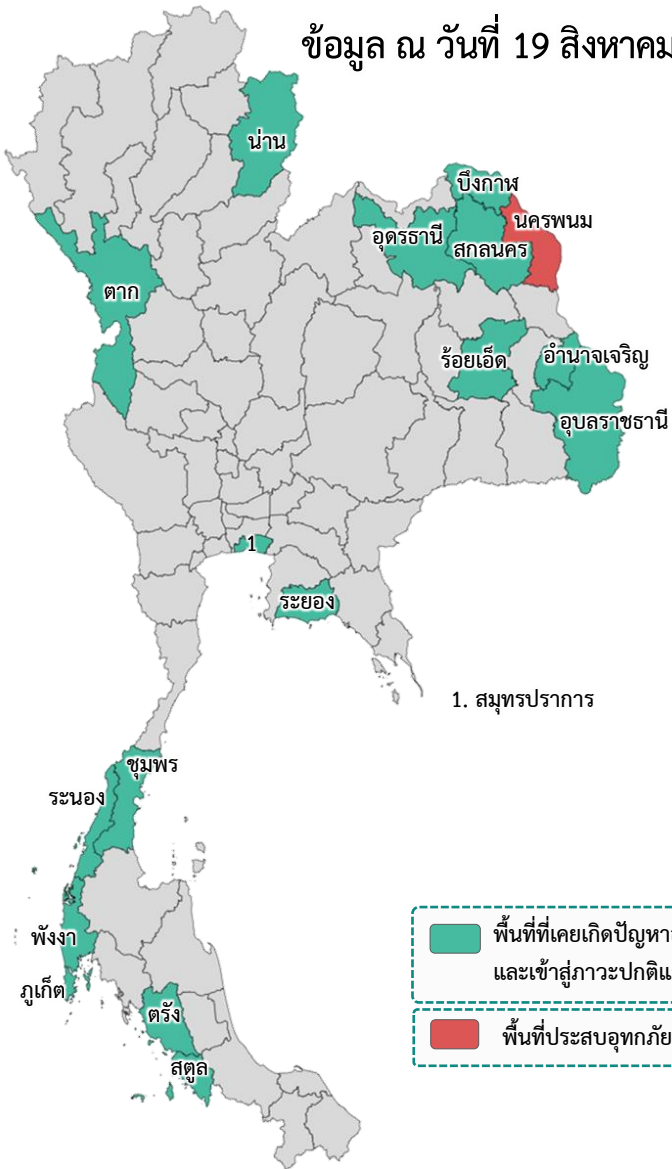 ข้อมูล ณ วันที่ 19 สิงหาคม
น่าน
บึงกาฬ
นครพนม
อุดรธานี
สกลนคร
ตาก
ร้อยเอ็ด
อำนาจเจริญ
อุบลราชธานี
1
ระยอง
1. สมุทรปราการ
ชุมพร
ระนอง
พังงา
ภูเก็ต
ตรัง
สตูล
พื้นที่ที่เคยเกิดปัญหา
และเข้าสู่ภาวะปกติ
พื้นที่ประสบอุทกภัย